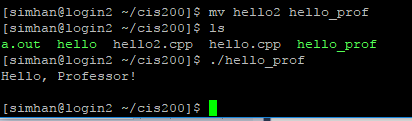 [simhan@login2 ~/cis200]$ mv hello2 hello_prof
[simhan@login2 ~/cis200]$ ls
a.out hello hello2.cpp hello.cpp hello_prof
[simhan@login2 ~/cis200]$ ./hello_prof
Hello, Professor!
[simhan@login2 ~/cis200]$